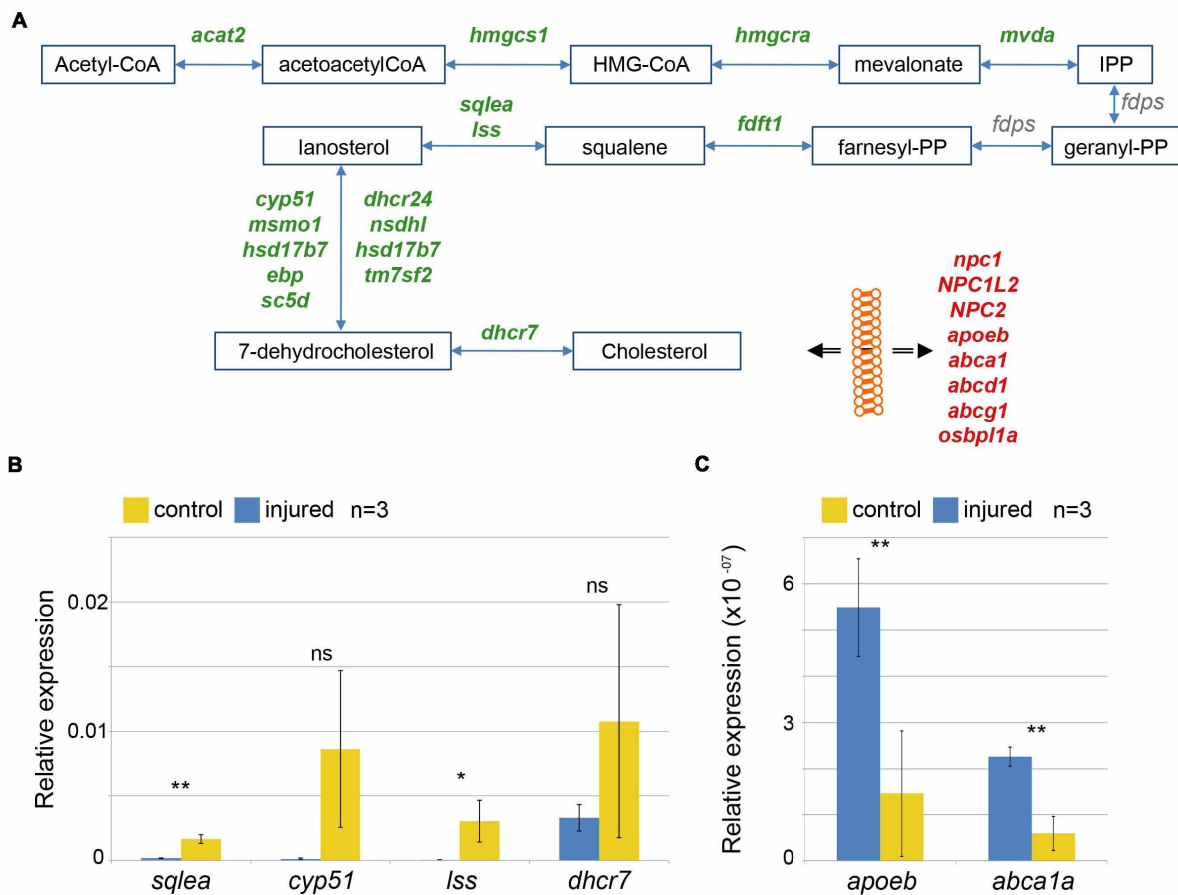 A
acat2 hmgcs1 hmgcra mvda
Acetyl-CoA acetoacetylCoA HMG-CoA mevalonate IPP
fdps
sqlea
lss fdft1 fdps
lanosterol squalene farnesyl-PP geranyl-PP
cyp51 dhcr24
msmo1 nsdhl
hsd17b7 hsd17b7
ebp tm7sf2
sc5d
dhcr7
7-dehydrocholesterol Cholesterol
npc1
NPC1L2
NPC2
apoeb
abca1
abcd1
abcg1
osbpl1a
B
control injured n=3
Relative expression
0.02
0.01
0
** ns * ns
sqlea cyp51 lss dhcr7
C
control injured n=3
Relative expression (x10 -07)
6
3
0
** **
apoeb abca1a